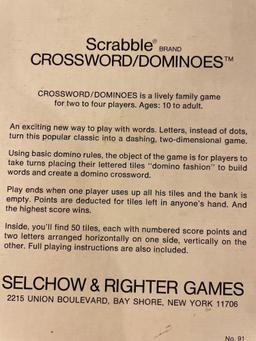 Scrabble® BRAND
CROSSWORD/DOMINOES™
CROSSWORD/DOMINOES is a lively family game
for two to four players. Ages: 10 to adult.
An exciting new way to play with words. Letters, instead of dots,
turn this popular classic into a dashing, two-dimensional game.
Using basic domino rules, the object of the game is for players to
take turns placing their lettered tiles "domino fashion" to build
words and create a domino crossword.
Play ends when one player uses up all his tiles and the bank is
empty. Points are deducted for tiles left in anyone's hand. And
the highest score wins.
Inside, you'll find 50 tiles, each with numbered score points and
two letters arranged horizontally on one side, vertically on the
other. Full playing instructions are also included.
SELCHOW & RIGHTER GAMES
2215 UNION BOULEVARD, BAY SHORE, NEW YORK 11706
No. 91